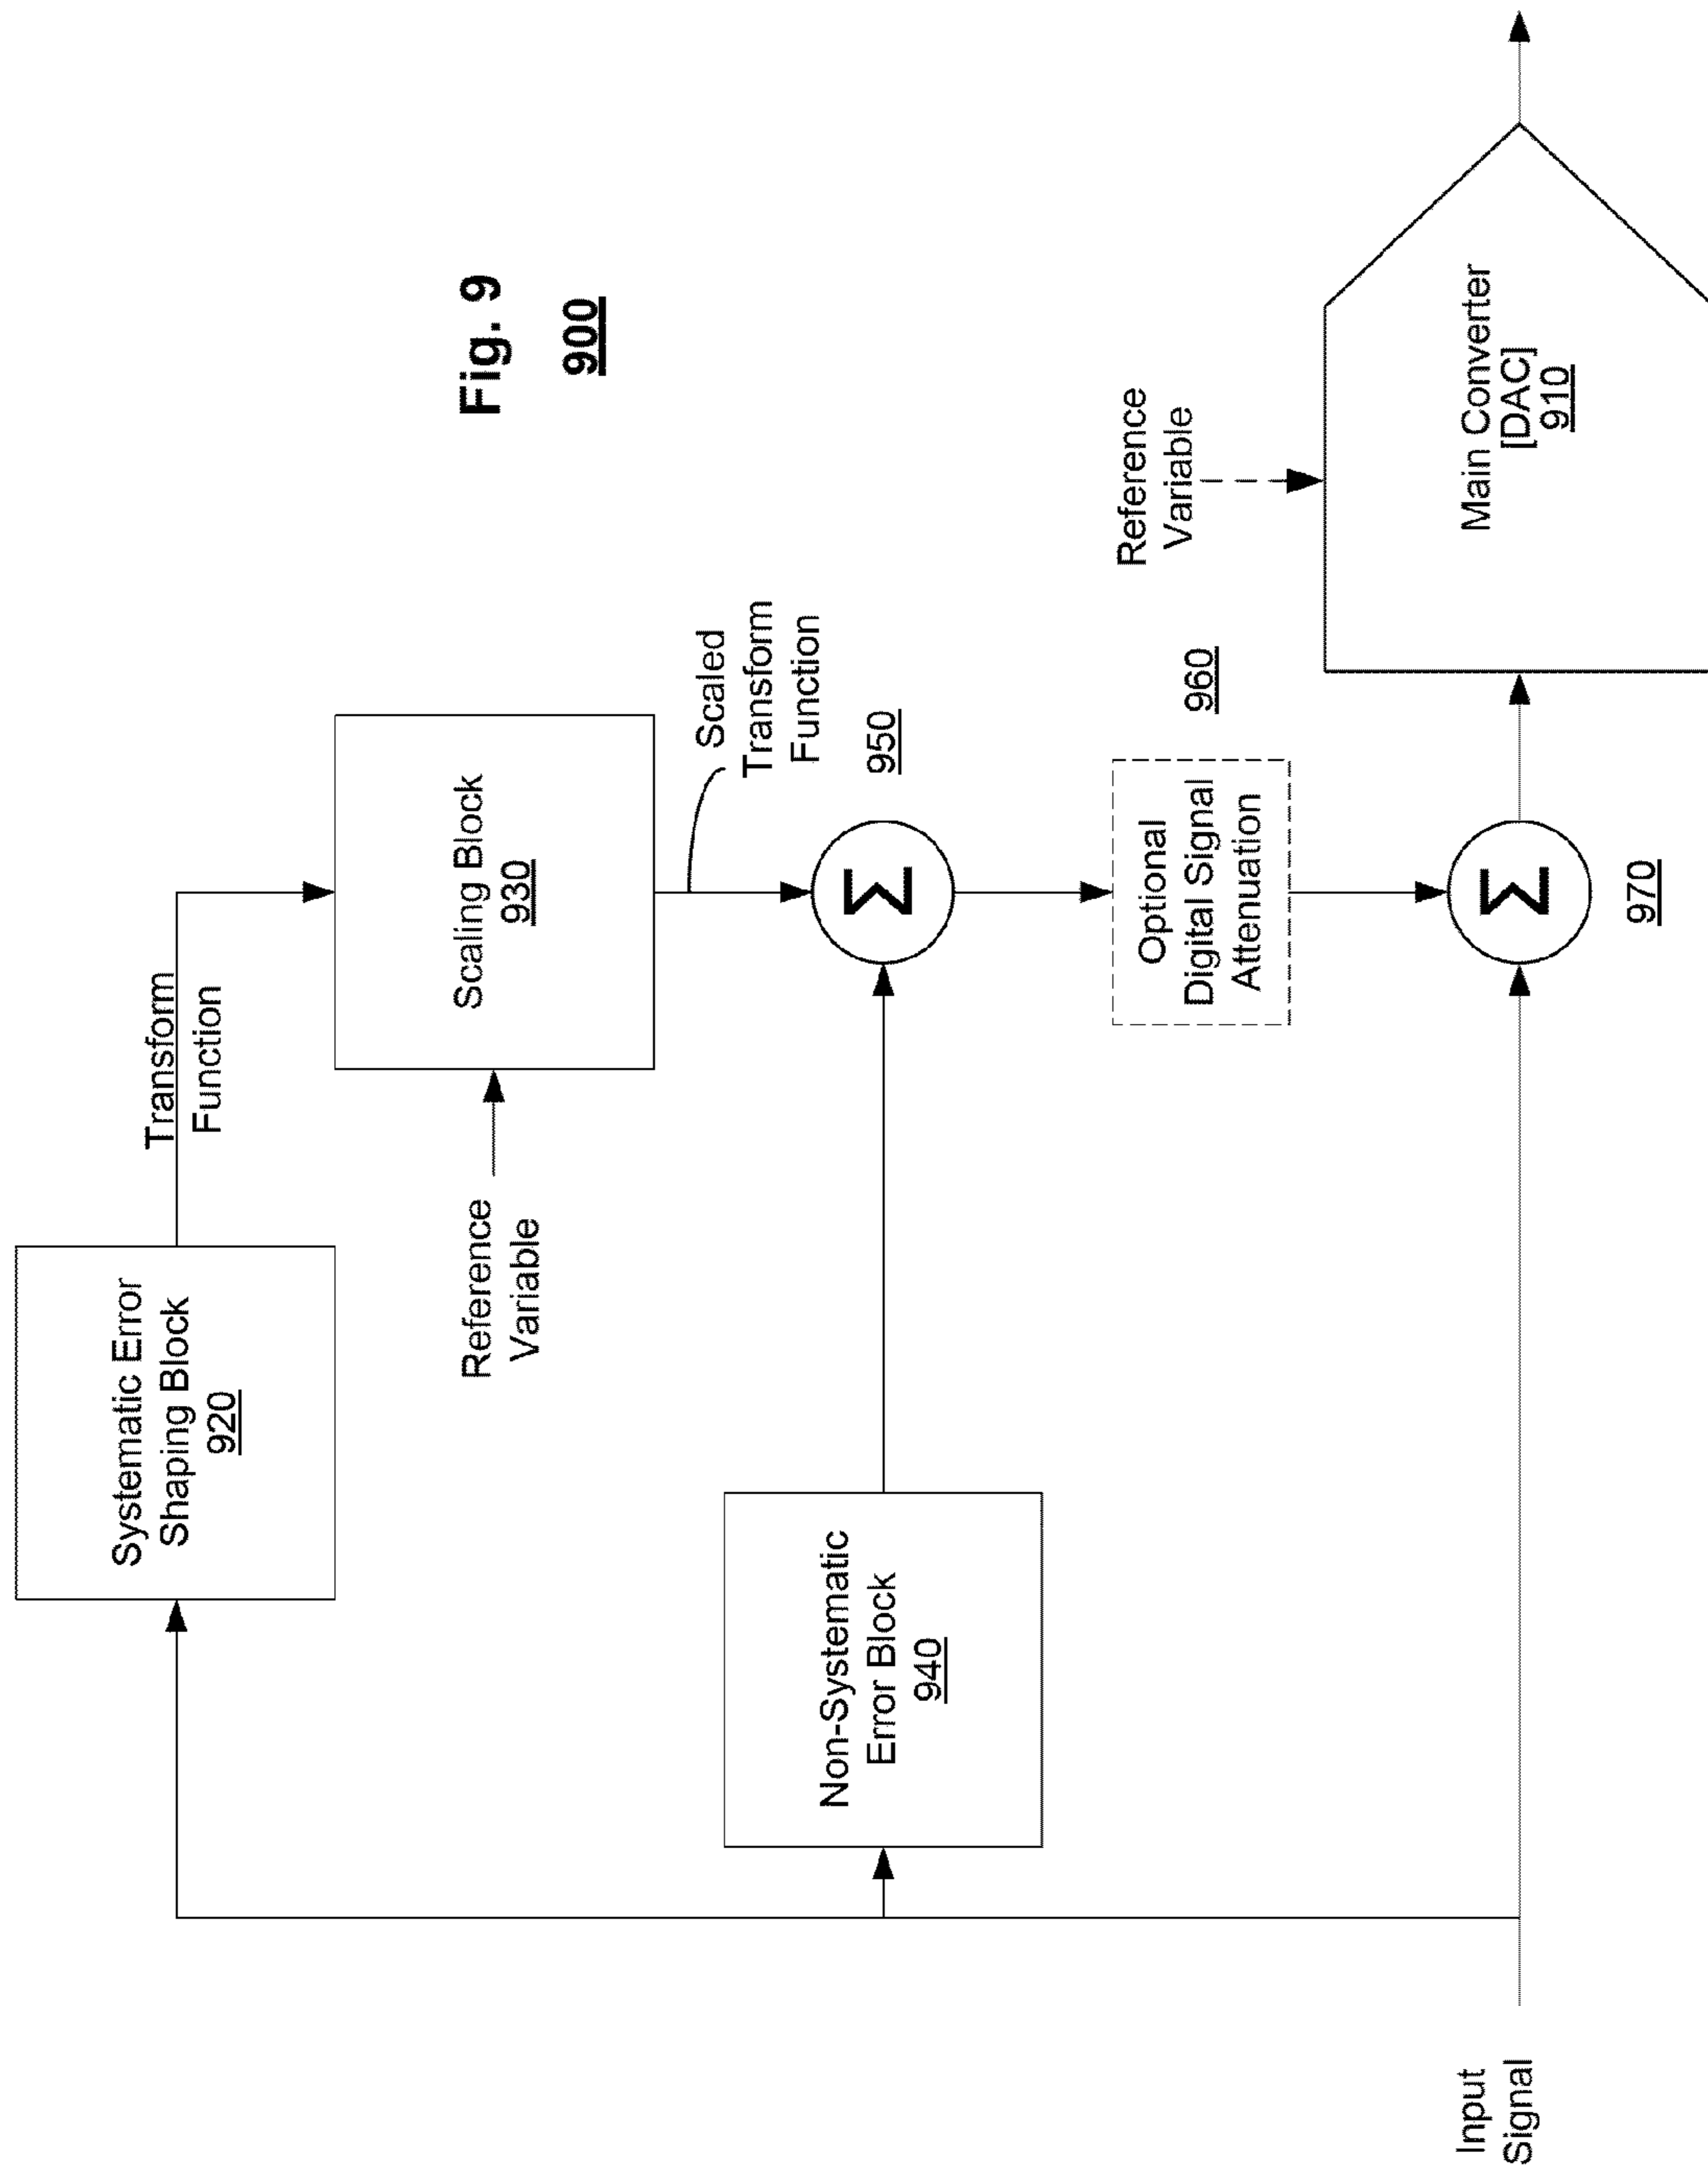 Systematic Error
Shaping Block
920
Transform
Function
Fig. 9
900
Reference
Variable
Scaling Block
930
Scaled
Transform
Function
Non-Systematic
Error Block
940
950
Optional
Digital Signal
Attenuation
960
Reference
Variable
Input
Signal
Σ
Σ
970
Main Converter
[DAC]
910